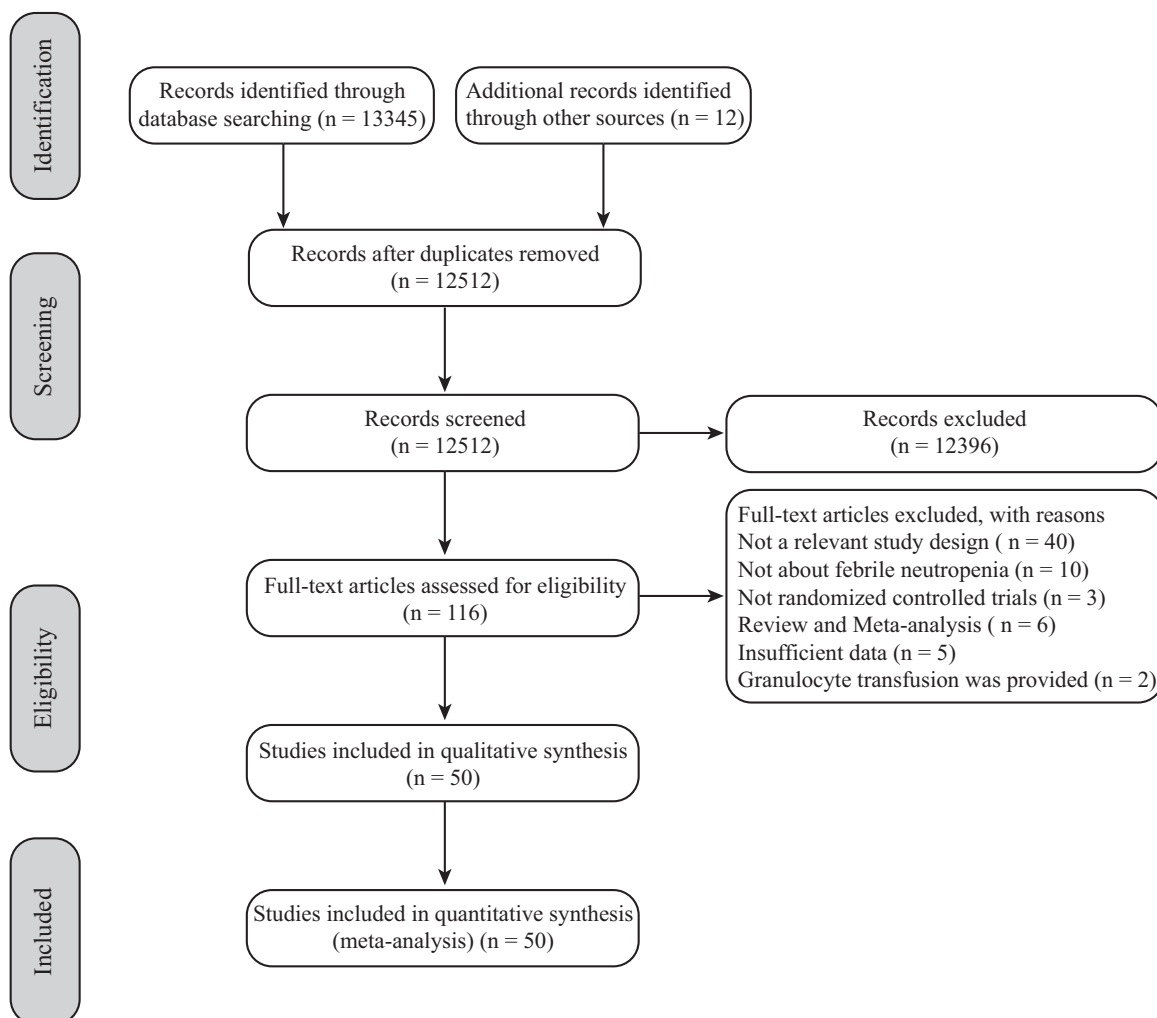 Identification
Records identified through
database searching (n = 13345)
Additional records identified
through other sources (n = 12)
Screening
Records after duplicates removed
(n = 12512)
Records screened
(n = 12512)
Records excluded
(n = 12396)
Eligibility
Full-text articles assessed for eligibility
(n = 116)
Full-text articles excluded, with reasons
Not a relevant study design ( n = 40)
Not about febrile neutropenia (n = 10)
Not randomized controlled trials (n = 3)
Review and Meta-analysis ( n = 6)
Insufficient data (n = 5)
Granulocyte transfusion was provided (n = 2)
Studies included in qualitative synthesis
(n = 50)
Included
Studies included in quantitative synthesis
(meta-analysis) (n = 50)